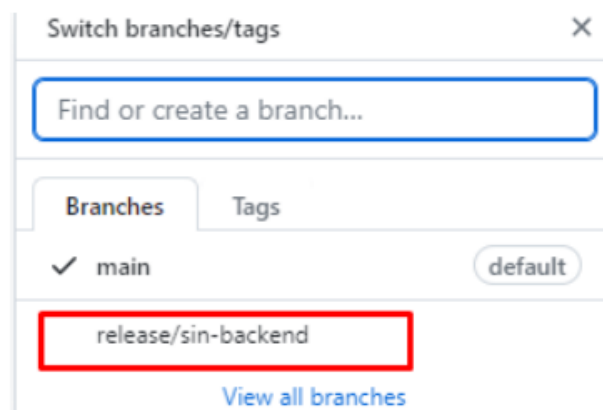 Switch branches/tags
Find or create a branch...
Branches Tags
main default
release/sin-backend
View all branches